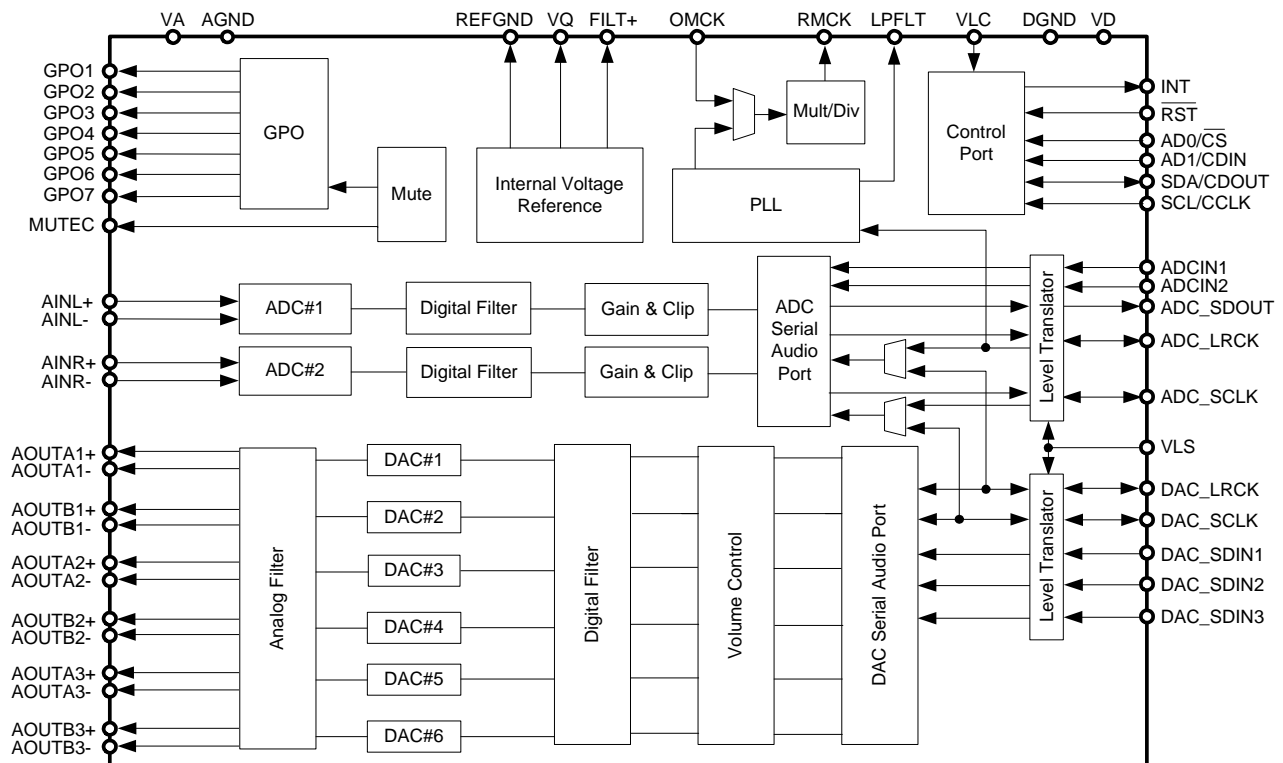 VA AGND REFGND VQ FILT+ OMCK RMCK LPFLT VLC DGND VD
GPO1
GPO2
GPO3
GPO4
GPO5
GPO6
GPO7
MUTEC
GPO
Mute
Internal Voltage
Reference
Mult/Div
PLL
Control
Port
INT
RST
AD0/CS
AD1/CDIN
SDA/CDOUT
SCL/CCLK
AINL+
AINL-
AINR+
AINR-
ADC#1
Digital Filter
Gain & Clip
ADC#2
Digital Filter
Gain & Clip
ADC
Serial
Audio
Port
Level Translator
ADCIN1
ADCIN2
ADC_SDOUT
ADC_LRCK
ADC_SCLK
VLS
AOUTA1+
AOUTA1-
AOUTB1+
AOUTB1-
AOUTA2+
AOUTA2-
AOUTB2+
AOUTB2-
AOUTA3+
AOUTA3-
AOUTB3+
AOUTB3-
Analog Filter
DAC#1
DAC#2
DAC#3
DAC#4
DAC#5
DAC#6
Digital Filter
Volume Control
DAC Serial Audio Port
Level Translator
DAC_LRCK
DAC_SCLK
DAC_SDIN1
DAC_SDIN2
DAC_SDIN3